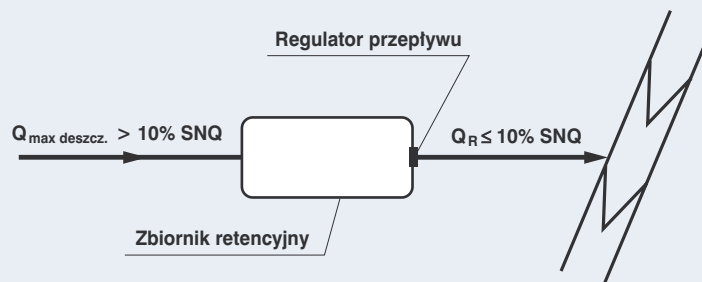 Regulator przepływu
Qmax deszcz. > 10% SNQ
QR ≤ 10% SNQ
Zbiornik retencyjny